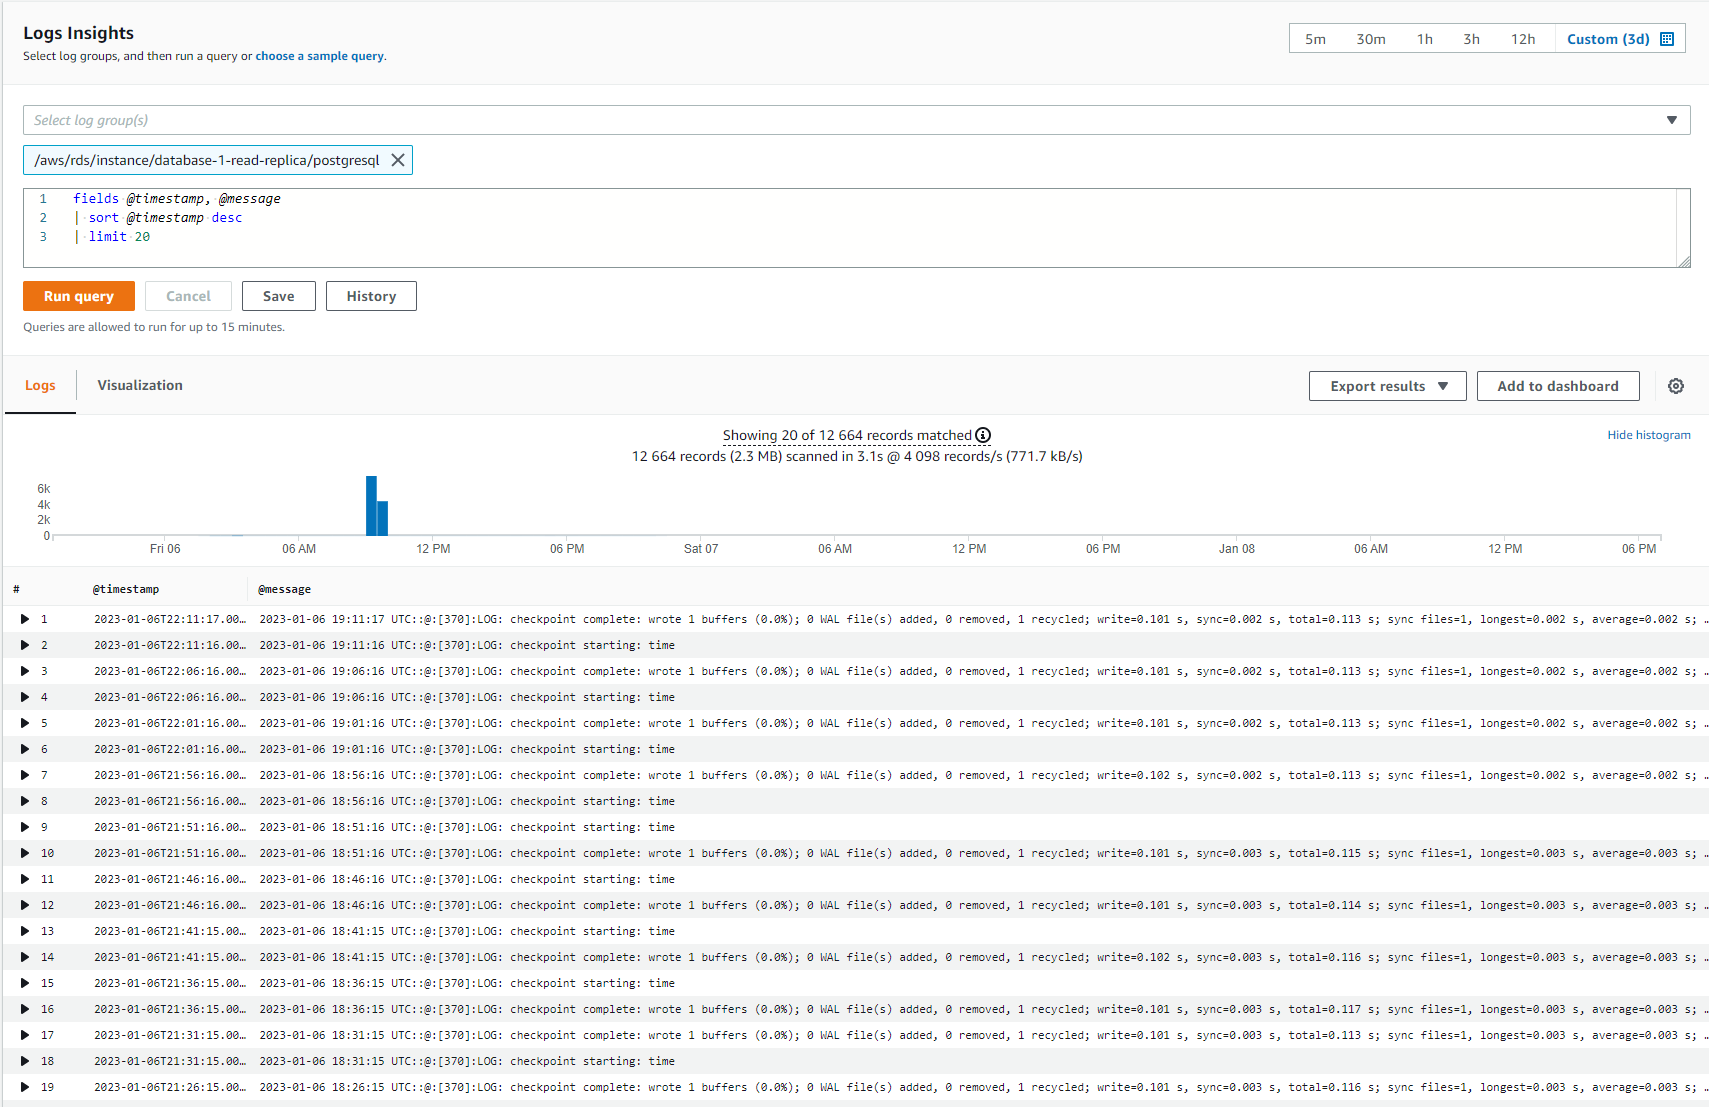 Logs Insights
Select log groups, and then run a query or choose a sample query.
5m 30m 1h 3h 12h Custom (3d)
Select log group(s)
/aws/rds/instance/database-1-read-replica/postgresql
1 fields @timestamp, @message
2 | sort @timestamp desc
3 | limit 20
Run query Cancel Save History
Queries are allowed to run for up to 15 minutes.
Logs Visualization Export results Add to dashboard
Showing 20 of 12 664 records matched
Hide histogram
12 664 records (2.3 MB) scanned in 3.1s @ 4 098 records/s (771.7 kB/s)
6k
4k
2k
0
Fri 06 06 AM 12 PM 06 PM Sat 07 06 AM 12 PM 06 PM Jan 08 06 AM 12 PM 06 PM
# @timestamp @message
1 2023-01-06T22:11:17.00… 2023-01-06 19:11:17 UTC::@:[370]:LOG: checkpoint complete: wrote 1 buffers (0.0%); 0 WAL file(s) added, 0 removed, 1 recycled; write=0.101 s, sync=0.002 s, total=0.113 s; sync files=1, longest=0.002 s, average=0.002 s; …
2 2023-01-06T22:11:16.00… 2023-01-06 19:11:16 UTC::@:[370]:LOG: checkpoint starting: time
3 2023-01-06T22:06:16.00… 2023-01-06 19:06:16 UTC::@:[370]:LOG: checkpoint complete: wrote 1 buffers (0.0%); 0 WAL file(s) added, 0 removed, 1 recycled; write=0.101 s, sync=0.002 s, total=0.113 s; sync files=1, longest=0.002 s, average=0.002 s; …
4 2023-01-06T22:06:16.00… 2023-01-06 19:06:16 UTC::@:[370]:LOG: checkpoint starting: time
5 2023-01-06T22:01:16.00… 2023-01-06 19:01:16 UTC::@:[370]:LOG: checkpoint complete: wrote 1 buffers (0.0%); 0 WAL file(s) added, 0 removed, 1 recycled; write=0.101 s, sync=0.002 s, total=0.113 s; sync files=1, longest=0.002 s, average=0.002 s; …
6 2023-01-06T22:01:16.00… 2023-01-06 19:01:16 UTC::@:[370]:LOG: checkpoint starting: time
7 2023-01-06T21:56:16.00… 2023-01-06 18:56:16 UTC::@:[370]:LOG: checkpoint complete: wrote 1 buffers (0.0%); 0 WAL file(s) added, 0 removed, 1 recycled; write=0.102 s, sync=0.002 s, total=0.113 s; sync files=1, longest=0.002 s, average=0.002 s; …
8 2023-01-06T21:56:16.00… 2023-01-06 18:56:16 UTC::@:[370]:LOG: checkpoint starting: time
9 2023-01-06T21:51:16.00… 2023-01-06 18:51:16 UTC::@:[370]:LOG: checkpoint starting: time
10 2023-01-06T21:51:16.00… 2023-01-06 18:51:16 UTC::@:[370]:LOG: checkpoint complete: wrote 1 buffers (0.0%); 0 WAL file(s) added, 0 removed, 1 recycled; write=0.101 s, sync=0.003 s, total=0.115 s; sync files=1, longest=0.003 s, average=0.003 s; …
11 2023-01-06T21:46:16.00… 2023-01-06 18:46:16 UTC::@:[370]:LOG: checkpoint starting: time
12 2023-01-06T21:46:16.00… 2023-01-06 18:46:16 UTC::@:[370]:LOG: checkpoint complete: wrote 1 buffers (0.0%); 0 WAL file(s) added, 0 removed, 1 recycled; write=0.101 s, sync=0.003 s, total=0.114 s; sync files=1, longest=0.003 s, average=0.003 s; …
13 2023-01-06T21:41:15.00… 2023-01-06 18:41:15 UTC::@:[370]:LOG: checkpoint starting: time
14 2023-01-06T21:41:15.00… 2023-01-06 18:41:15 UTC::@:[370]:LOG: checkpoint complete: wrote 1 buffers (0.0%); 0 WAL file(s) added, 0 removed, 1 recycled; write=0.102 s, sync=0.003 s, total=0.116 s; sync files=1, longest=0.003 s, average=0.003 s; …
15 2023-01-06T21:36:15.00… 2023-01-06 18:36:15 UTC::@:[370]:LOG: checkpoint starting: time
16 2023-01-06T21:36:15.00… 2023-01-06 18:36:15 UTC::@:[370]:LOG: checkpoint complete: wrote 1 buffers (0.0%); 0 WAL file(s) added, 0 removed, 1 recycled; write=0.101 s, sync=0.003 s, total=0.117 s; sync files=1, longest=0.003 s, average=0.003 s; …
17 2023-01-06T21:31:15.00… 2023-01-06 18:31:15 UTC::@:[370]:LOG: checkpoint complete: wrote 1 buffers (0.0%); 0 WAL file(s) added, 0 removed, 1 recycled; write=0.101 s, sync=0.003 s, total=0.113 s; sync files=1, longest=0.003 s, average=0.003 s; …
18 2023-01-06T21:31:15.00… 2023-01-06 18:31:15 UTC::@:[370]:LOG: checkpoint starting: time
19 2023-01-06T21:26:15.00… 2023-01-06 18:26:15 UTC::@:[370]:LOG: checkpoint complete: wrote 1 buffers (0.0%); 0 WAL file(s) added, 0 removed, 1 recycled; write=0.101 s, sync=0.003 s, total=0.116 s; sync files=1, longest=0.003 s, average=0.003 s; …